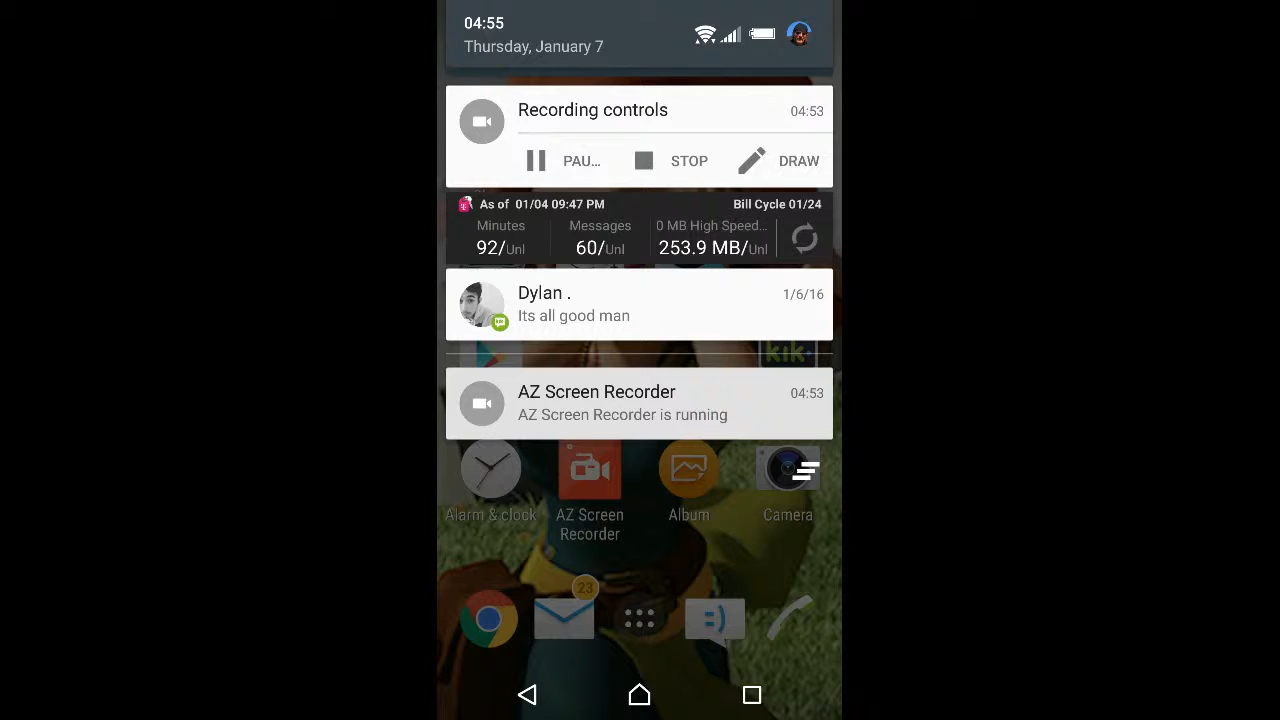 04:55
Thursday, January 7
Recording controls 04:53
PAU... STOP DRAW
As of 01/04 09:47 PM Bill Cycle 01/24
Minutes Messages 0 MB High Speed...
92/Unl 60/Unl 253.9 MB/Unl
Dylan . 1/6/16
Its all good man
kik
AZ Screen Recorder 04:53
AZ Screen Recorder is running
Alarm & clock AZ Screen Recorder Album Camera
23